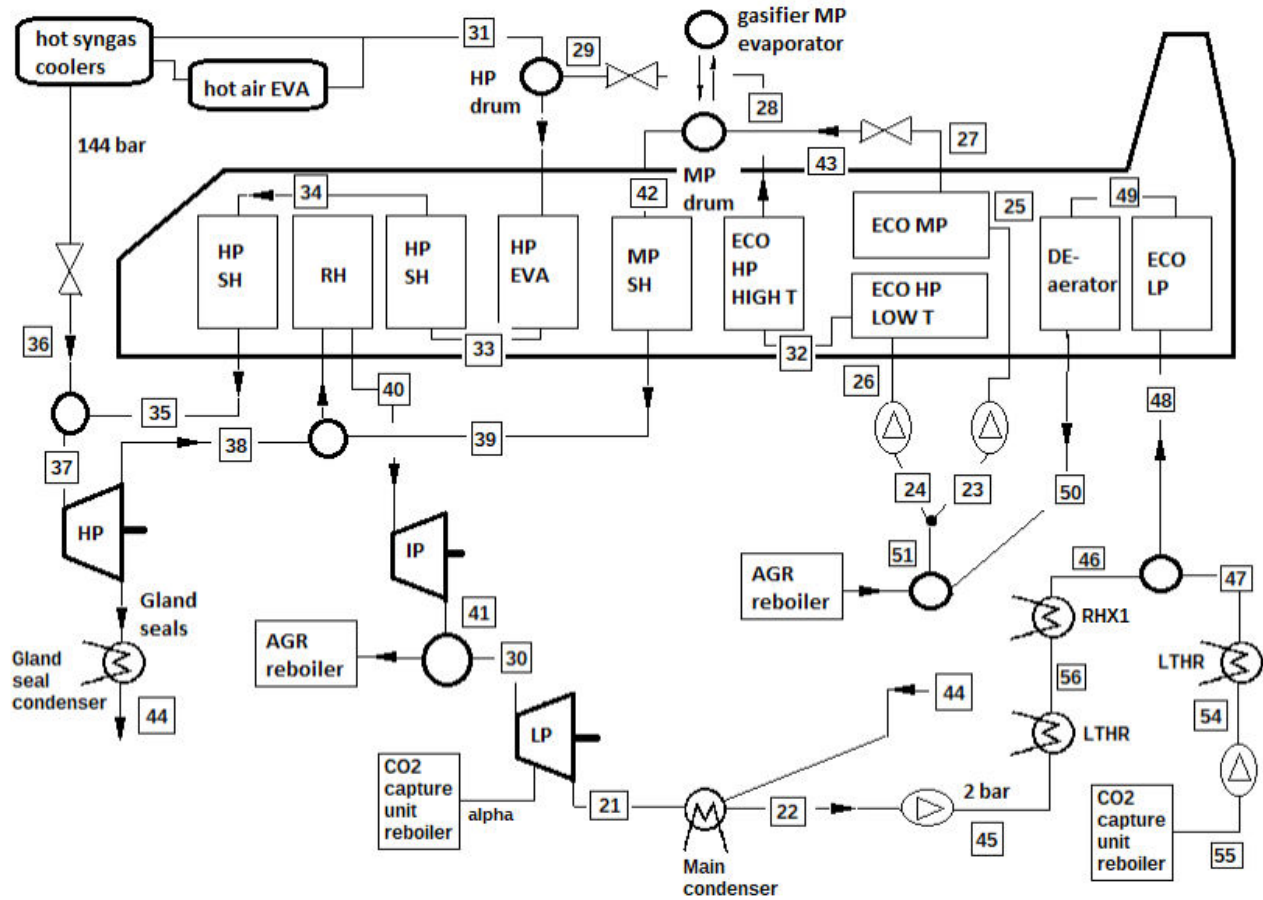 hot syngas
coolers
31
gasifier MP
evaporator
29
hot air EVA
HP
drum
28
144 bar
27
43
34
42
MP
drum
49
25
ECO MP
HP
SH
RH
HP
SH
HP
EVA
MP
SH
ECO
HP
HIGH T
DE-
aerator
ECO
LP
ECO HP
LOW T
36
33
32
26
40
48
35
38
39
37
24
23
50
HP
IP
51
46
47
AGR
reboiler
RHX1
Gland
seals
41
AGR
reboiler
30
LTHR
Gland
seal
condenser
44
56
44
54
LP
LTHR
CO2
capture
unit
reboiler
alpha
21
22
2 bar
45
CO2
capture
unit
reboiler
55
Main
condenser